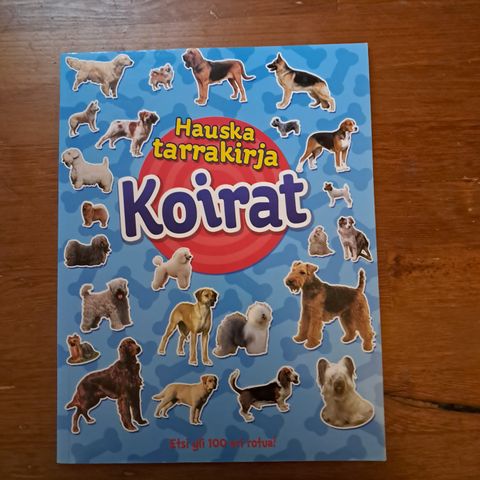 Hauska
tarrakirja
Koirat
Etsi yli 100 eri rotua!